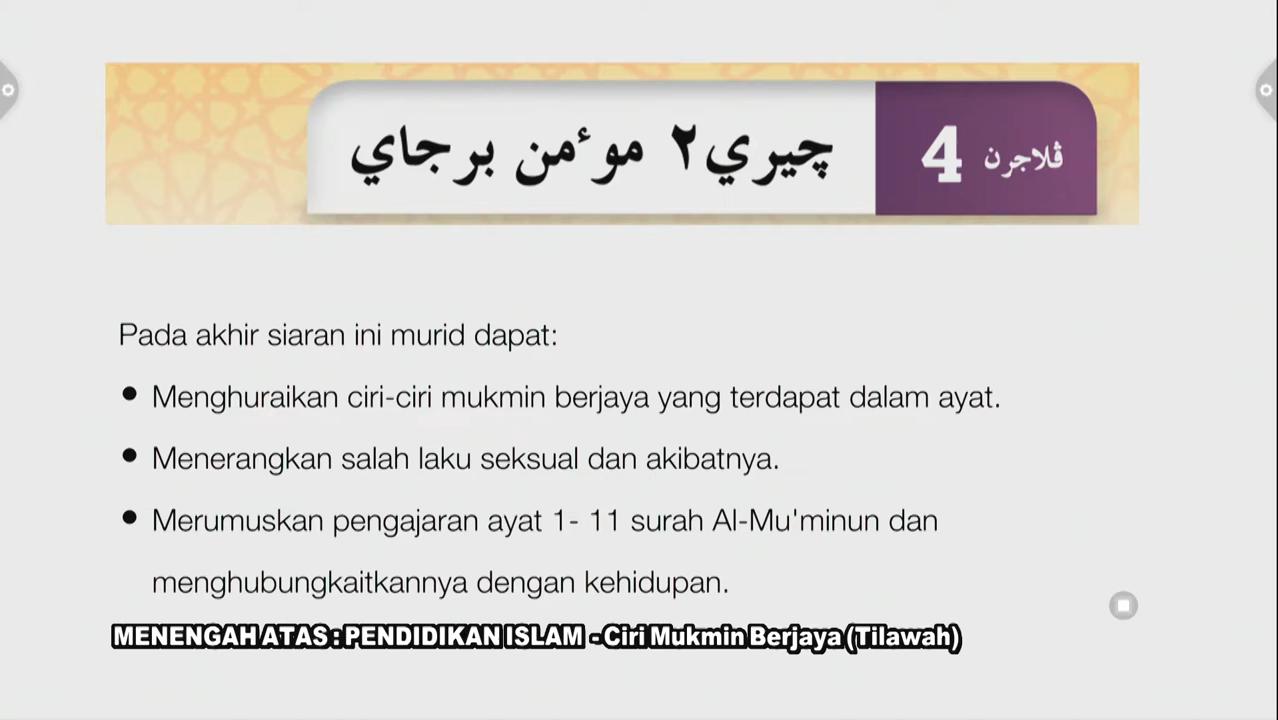 ڤلاجرن 4
چيري٢ موءمن برجاي
Pada akhir siaran ini murid dapat:
• Menghuraikan ciri-ciri mukmin berjaya yang terdapat dalam ayat.
• Menerangkan salah laku seksual dan akibatnya.
• Merumuskan pengajaran ayat 1- 11 surah Al-Mu'minun dan
menghubungkaitkannya dengan kehidupan.
MENENGAH ATAS : PENDIDIKAN ISLAM - Ciri Mukmin Berjaya (Tilawah)